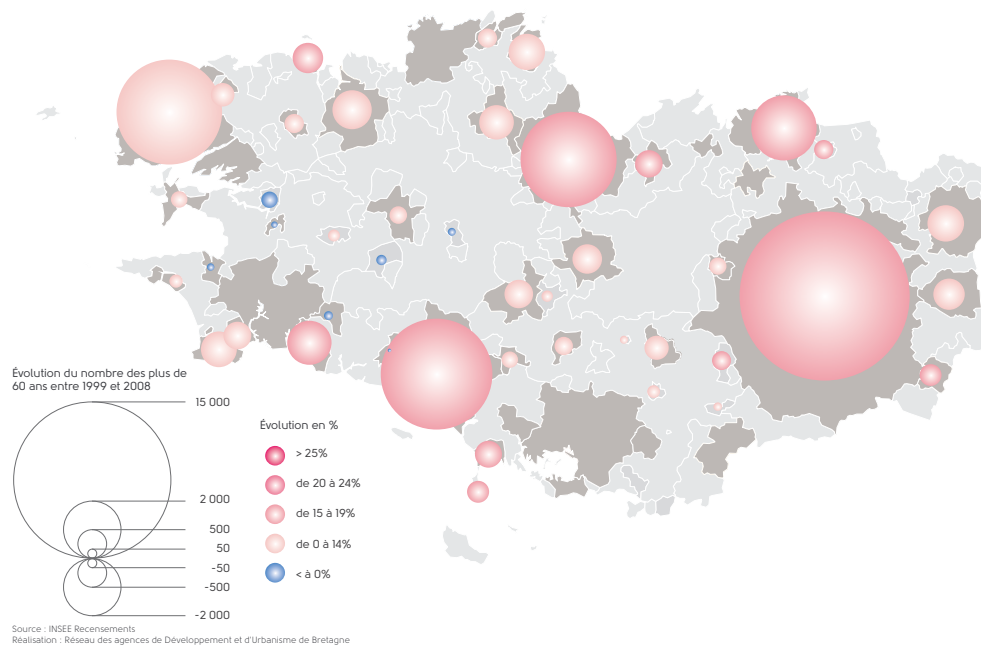 Évolution du nombre des plus de
60 ans entre 1999 et 2008
15 000
2 000
500
50
-50
-500
-2 000
Évolution en %
> 25%
de 20 à 24%
de 15 à 19%
de 0 à 14%
< à 0%
Source : INSEE Recensements
Réalisation : Réseau des agences de Développement et d'Urbanisme de Bretagne